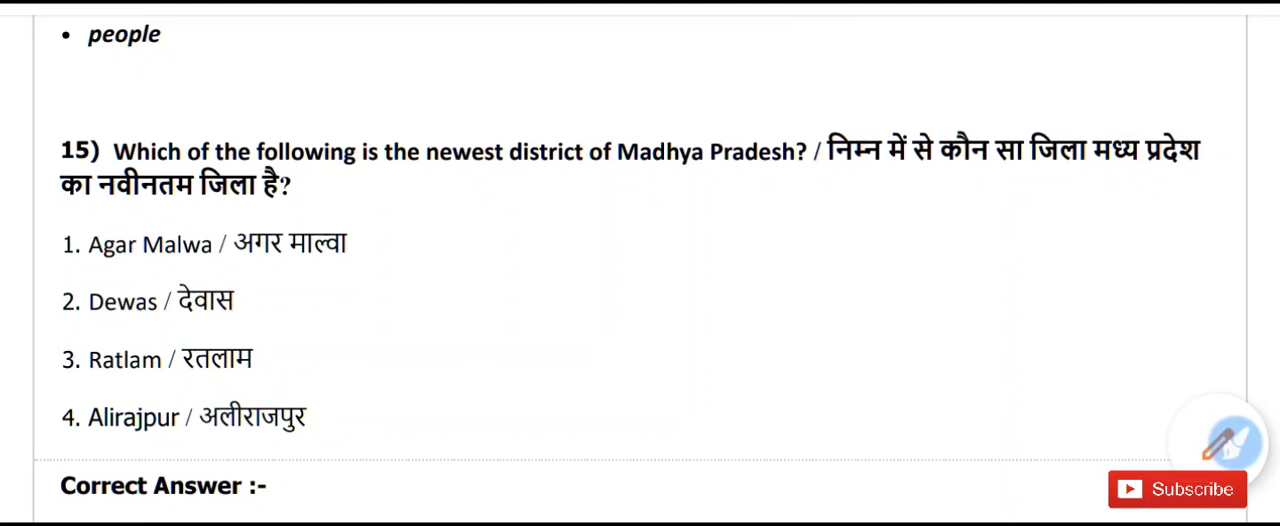 • people
15) Which of the following is the newest district of Madhya Pradesh? / निम्न में से कौन सा जिला मध्य प्रदेश
का नवीनतम जिला है?
1. Agar Malwa / अगर माल्वा
2. Dewas / देवास
3. Ratlam / रतलाम
4. Alirajpur / अलीराजपुर
Correct Answer :-
Subscribe